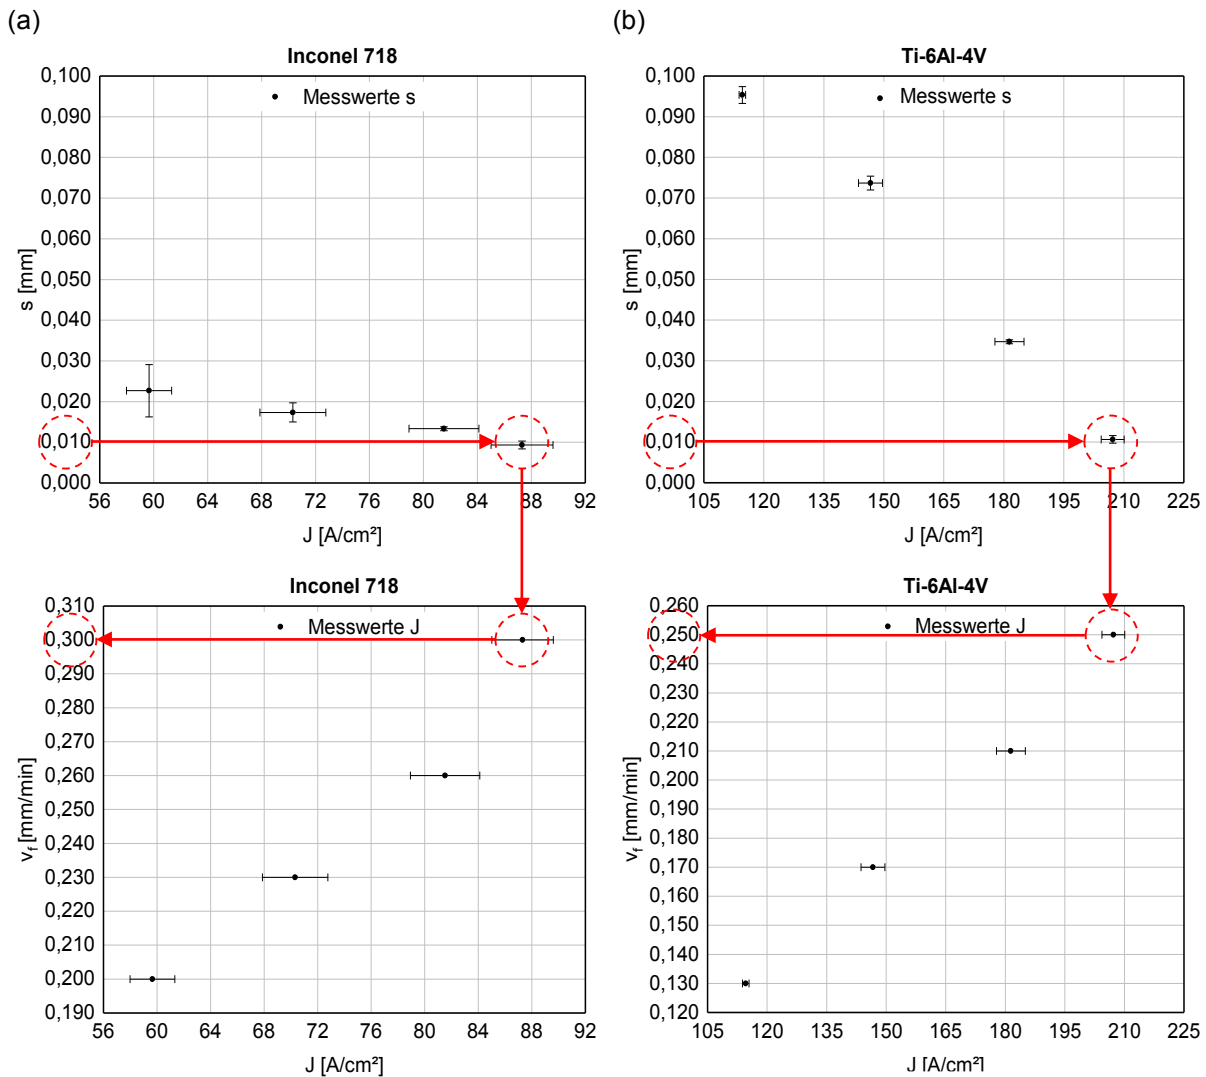 (a)
(b)
Inconel 718
Ti-6Al-4V
Messwerte s
Messwerte s
s [mm]
0,100
0,090
0,080
0,070
0,060
0,050
0,040
0,030
0,020
0,010
0,000
56 60 64 68 72 76 80 84 88 92
J [A/cm²]
s [mm]
0,100
0,090
0,080
0,070
0,060
0,050
0,040
0,030
0,020
0,010
0,000
105 120 135 150 165 180 195 210 225
J [A/cm²]
Inconel 718
Messwerte J
vf [mm/min]
0,310
0,300
0,290
0,280
0,270
0,260
0,250
0,240
0,230
0,220
0,210
0,200
0,190
56 60 64 68 72 76 80 84 88 92
J [A/cm²]
Ti-6Al-4V
Messwerte J
vf [mm/min]
0,260
0,250
0,240
0,230
0,220
0,210
0,200
0,190
0,180
0,170
0,160
0,150
0,140
0,130
0,120
105 120 135 150 165 180 195 210 225
J [A/cm²]